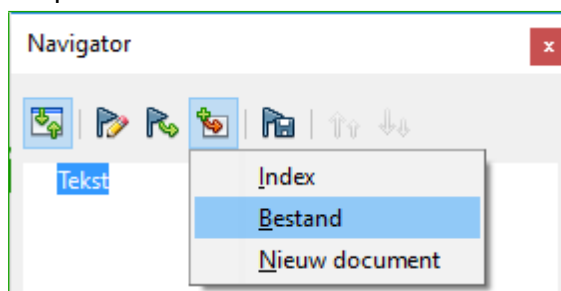 Navigator
x
Tekst
Index
Bestand
Nieuw document